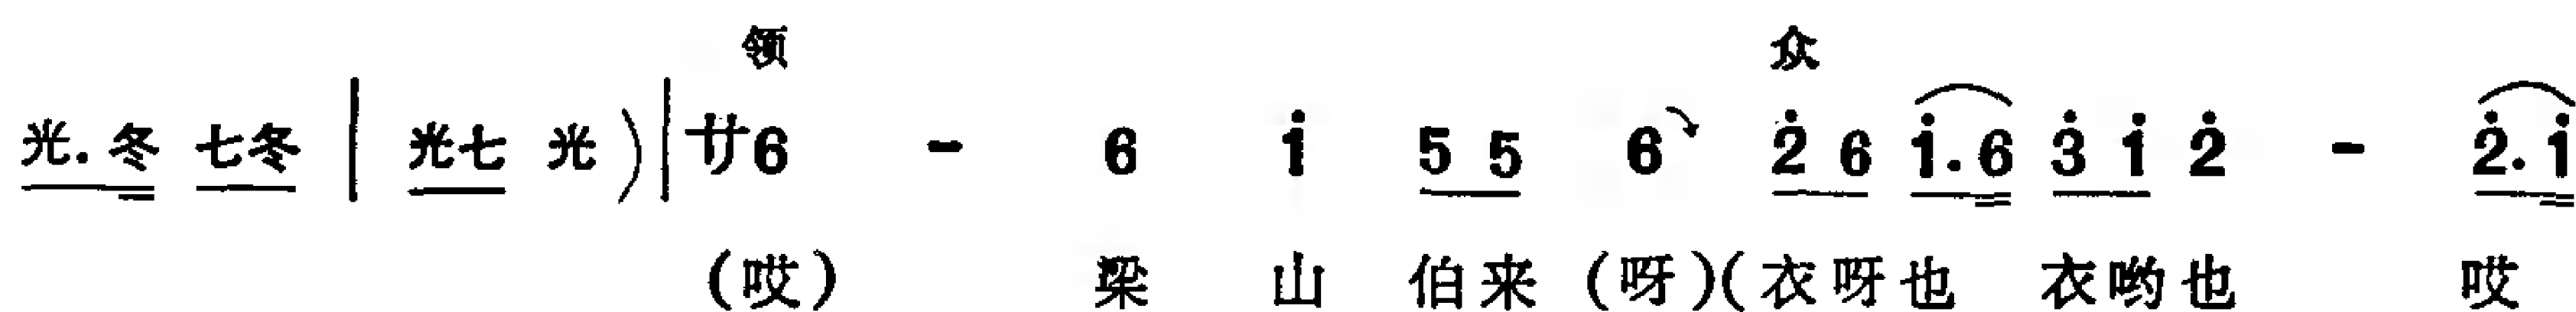 领 众
光.冬 七冬 | 光七 光)| 廿6 - 6 i̇ 5 5 6 2̇ 6 i̇.6 3̇ i̇ 2̇ - 2̇.i̇
(哎) 梁 山 伯来 (呀)(衣呀也 衣哟也 哎